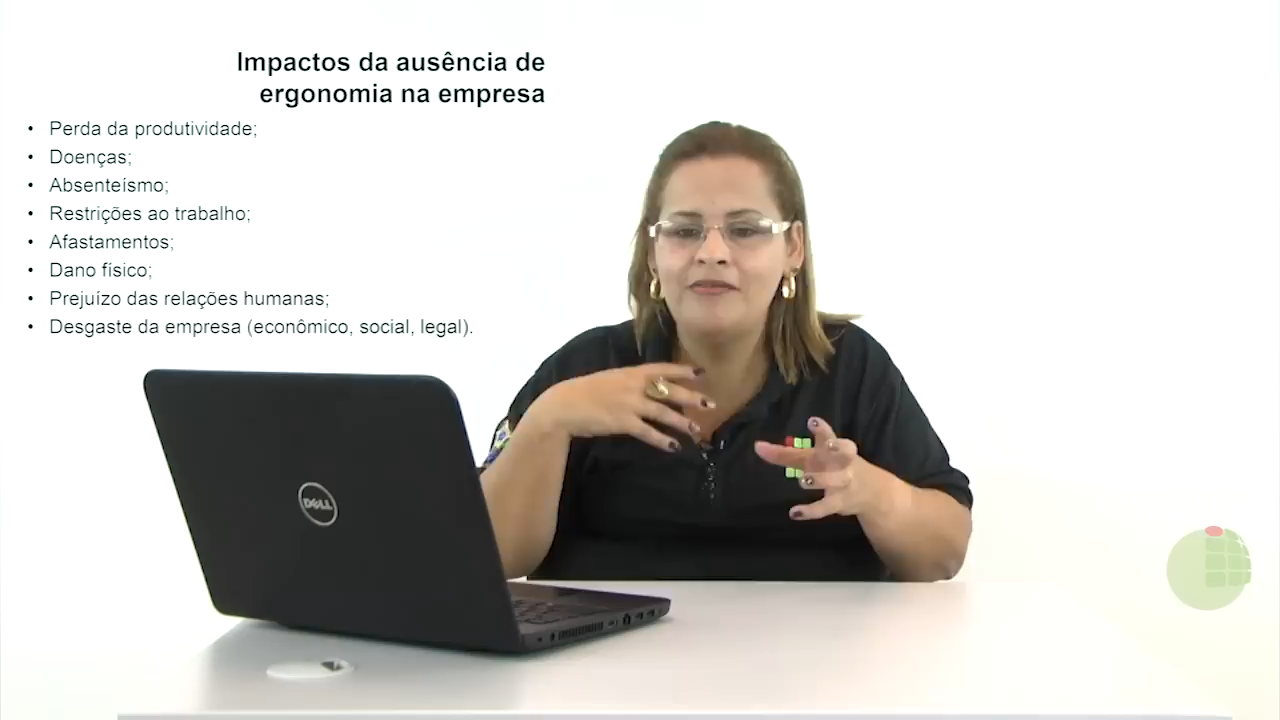 Impactos da ausência de
ergonomia na empresa
• Perda da produtividade;
• Doenças;
• Absenteísmo;
• Restrições ao trabalho;
• Afastamentos;
• Dano físico;
• Prejuízo das relações humanas;
• Desgaste da empresa (econômico, social, legal).
DELL